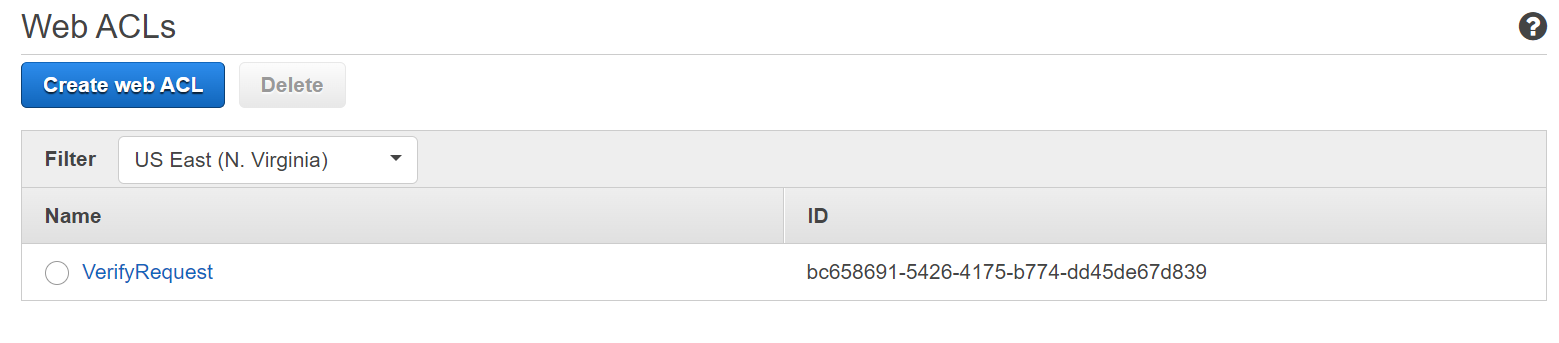 Web ACLs
?
Create web ACL Delete
Filter US East (N. Virginia)
Name ID
VerifyRequest bc658691-5426-4175-b774-dd45de67d839